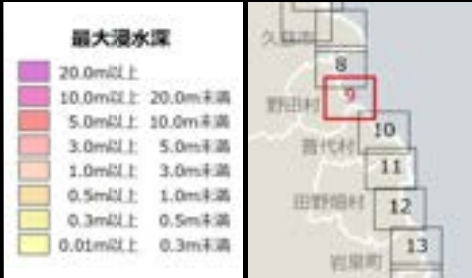 最大浸水深
20.0m以上
10.0m以上 20.0m未満
5.0m以上 10.0m未満
3.0m以上 5.0m未満
1.0m以上 3.0m未満
0.5m以上 1.0m未満
0.3m以上 0.5m未満
0.01m以上 0.3m未満
久慈市
8
9
野田村
10
普代村
11
田野畑村
12
13
岩泉町